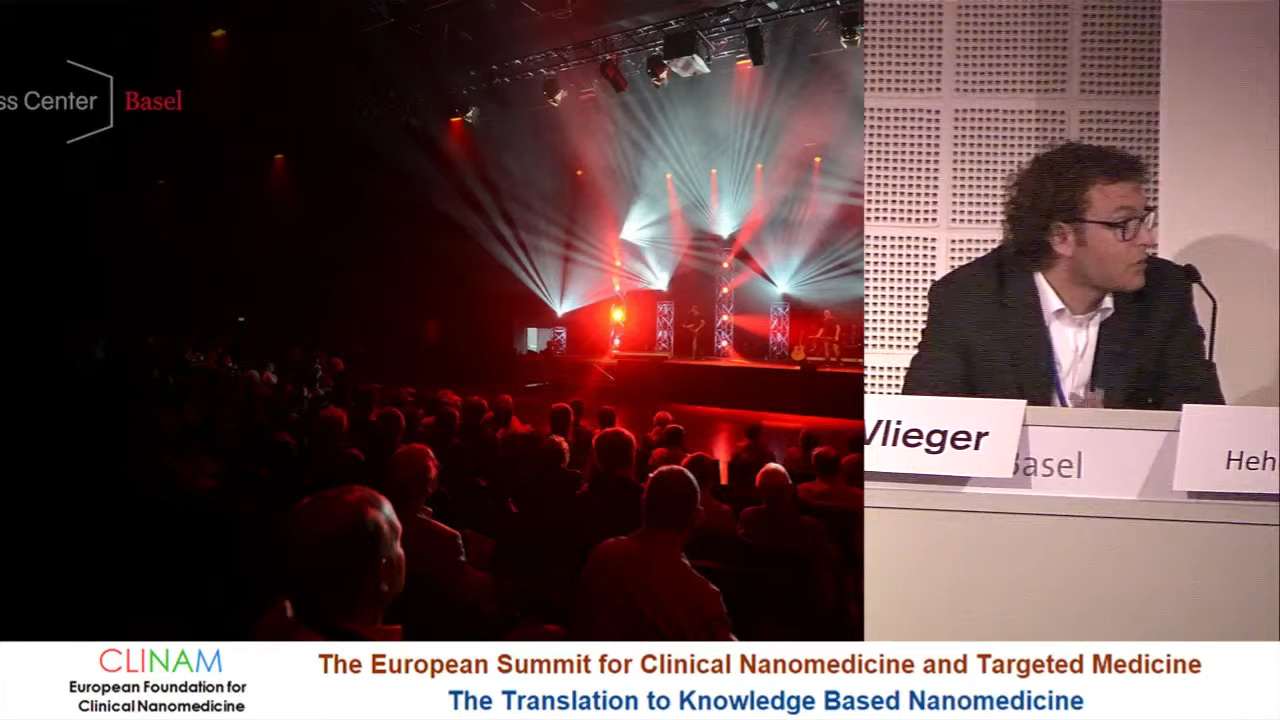 ss Center
Basel
Vlieger
Basel
Heh
CLINAM
European Foundation for
Clinical Nanomedicine
The European Summit for Clinical Nanomedicine and Targeted Medicine
The Translation to Knowledge Based Nanomedicine